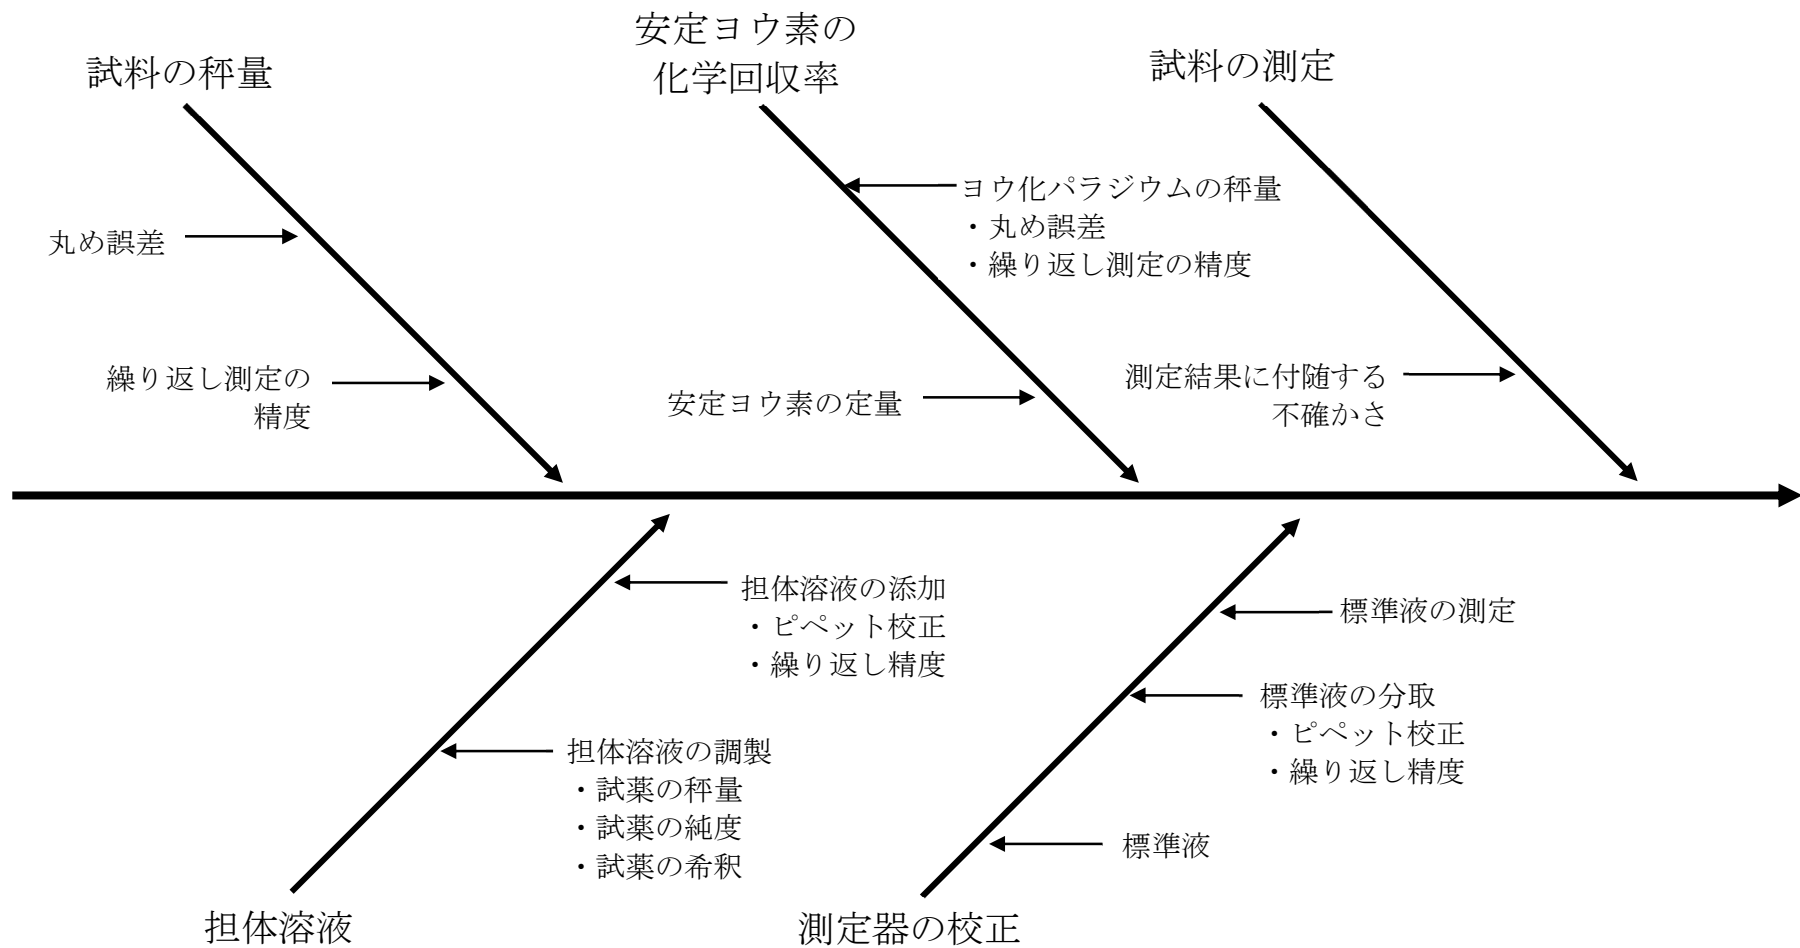 試料の秤量
丸め誤差
繰り返し測定の
精度
安定ヨウ素の
化学回収率
ヨウ化パラジウムの秤量
・丸め誤差
・繰り返し測定の精度
安定ヨウ素の定量
試料の測定
測定結果に付随する
不確かさ
担体溶液の添加
・ピペット校正
・繰り返し精度
担体溶液の調製
・試薬の秤量
・試薬の純度
・試薬の希釈
担体溶液
標準液の測定
標準液の分取
・ピペット校正
・繰り返し精度
標準液
測定器の校正